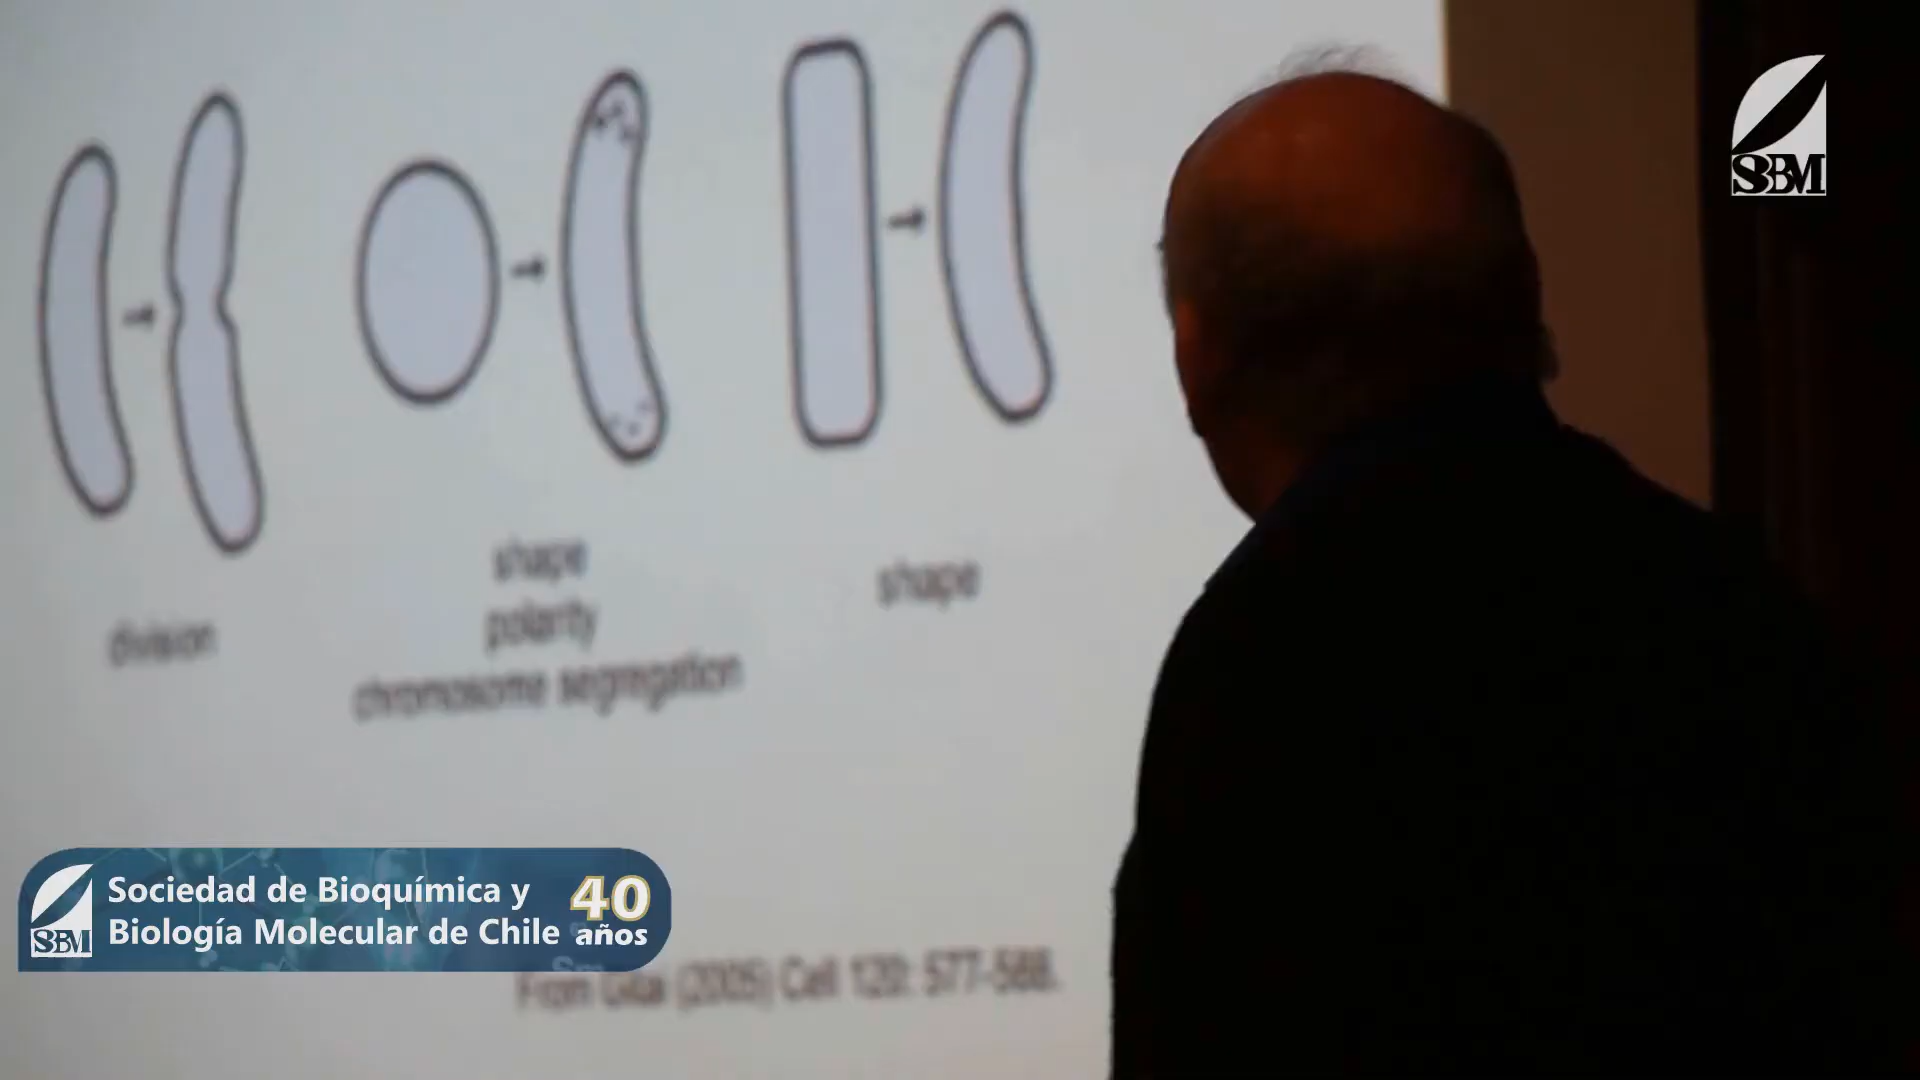 SBM
division
shape
polarity
chromosome segregation
shape
SBM
Sociedad de Bioquímica y
Biología Molecular de Chile
40
años
From Gitai (2005) Cell 120: 577-586.